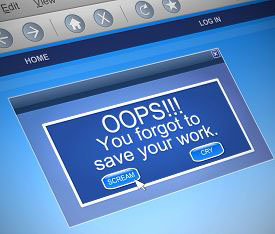 Edit View
HOME
LOG IN
OOPS!!!
You forgot to
save your work.
SCREAM
CRY